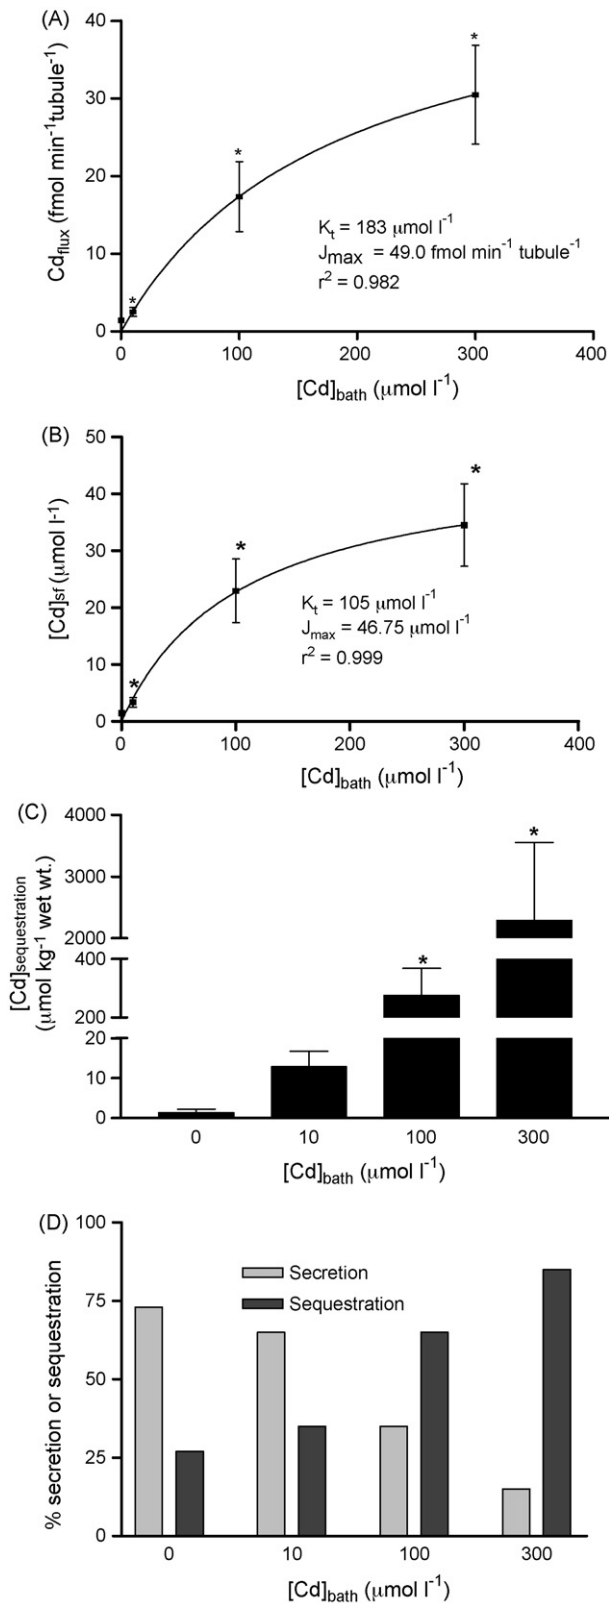 (A)
Cd_flux (fmol min⁻¹tubule⁻¹)
40
30
20
10
0
*
*
*
K_t = 183 μmol l⁻¹
J_max = 49.0 fmol min⁻¹ tubule⁻¹
r² = 0.982
0 100 200 300 400
[Cd]_bath (μmol l⁻¹)
(B)
[Cd]sf (μmol l-¹)
50
40
30
20
10
0
*
*
*
K_t = 105 μmol l⁻¹
J_max = 46.75 μmol l⁻¹
r² = 0.999
0 100 200 300 400
[Cd]_bath (μmol l⁻¹)
(C)
[Cd]_sequestration
(μmol kg⁻¹ wet wt.)
4000
3000
2000
400
200
20
10
0
*
*
0 10 100 300
[Cd]_bath (μmol l⁻¹)
(D)
% secretion or sequestration
100
75
50
25
0
Secretion
Sequestration
0 10 100 300
[Cd]_bath (μmol l⁻¹)